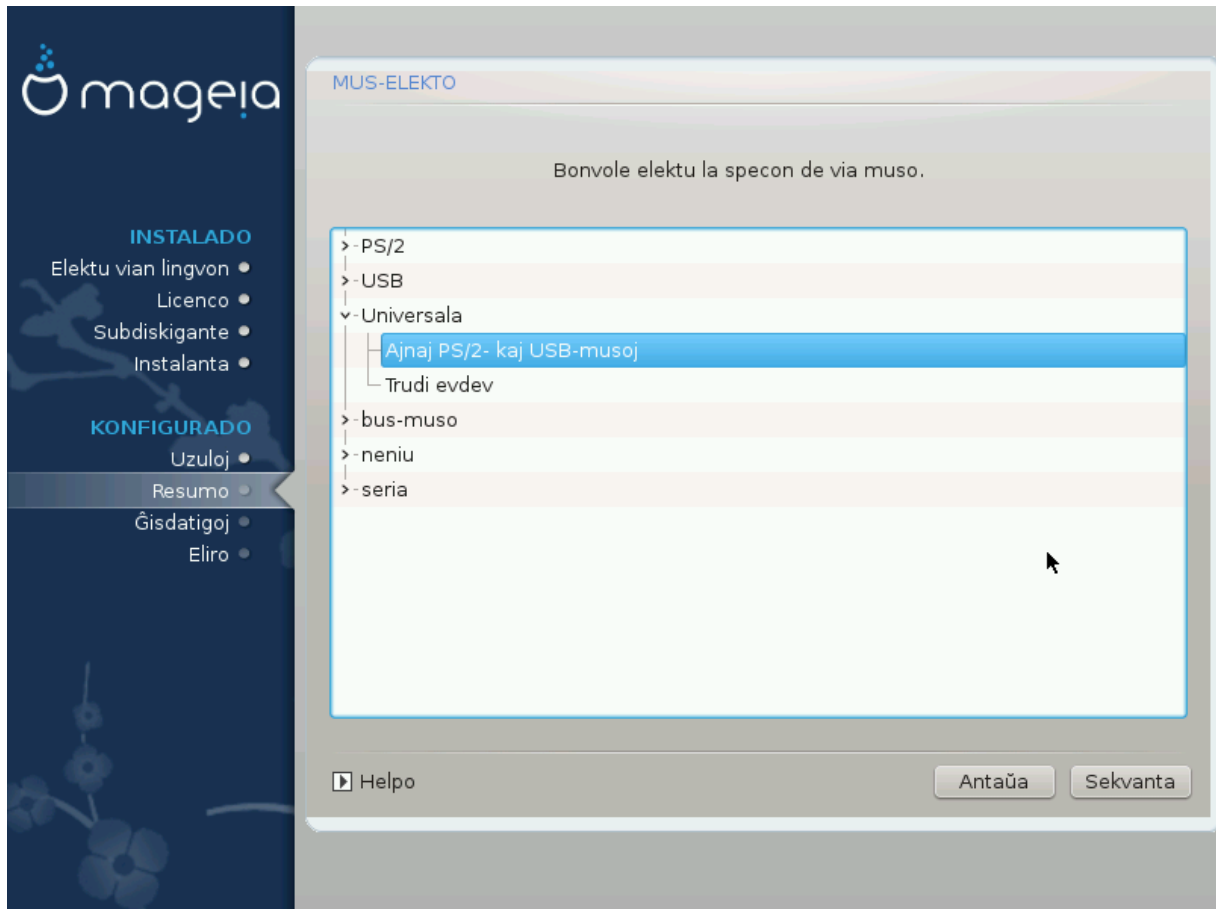 mageia
INSTALADO
Elektu vian lingvon
Licenco
Subdiskigante
Instalanta
KONFIGURADO
Uzuloj
Resumo
Ĝisdatigoj
Eliro
MUS-ELEKTO
Bonvole elektu la specon de via muso.
PS/2
USB
Universala
Ajnaj PS/2- kaj USB-musoj
Trudi evdev
bus-muso
neniu
seria
Helpo
Antaŭa
Sekvanta